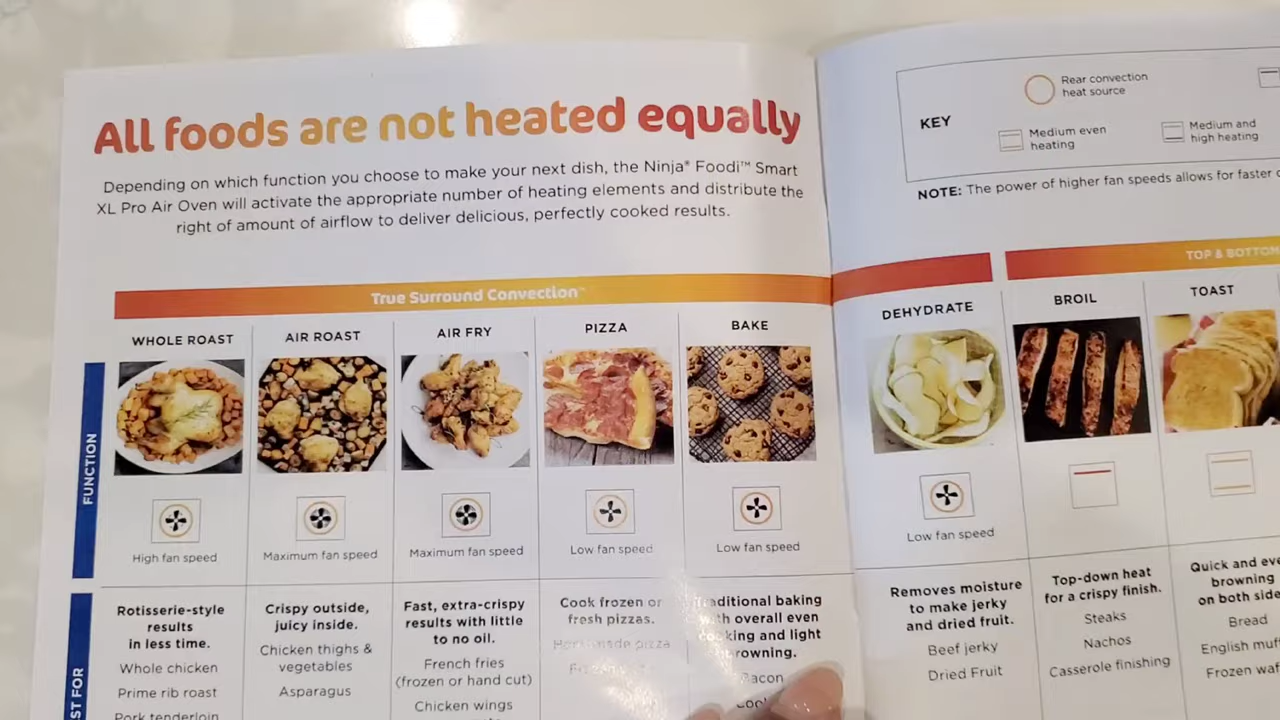 All foods are not heated equally
Depending on which function you choose to make your next dish, the Ninja® Foodi™ Smart
XL Pro Air Oven will activate the appropriate number of heating elements and distribute the
right of amount of airflow to deliver delicious, perfectly cooked results.
True Surround Convection™
FUNCTION
WHOLE ROAST
High fan speed
AIR ROAST
Maximum fan speed
AIR FRY
Maximum fan speed
PIZZA
Low fan speed
BAKE
Low fan speed
Rotisserie-style
results
in less time.
Whole chicken
Prime rib roast
Pork tenderloin
Crispy outside,
juicy inside.
Chicken thighs &
vegetables
Asparagus
Fast, extra-crispy
results with little
to no oil.
French fries
(frozen or hand cut)
Chicken wings
Cook frozen or
fresh pizzas.
Homemade pizza
baking
overall even
and light
Bacon
KEY
Rear convection
heat source
Medium even
heating
Medium and
high heating
NOTE: The power of higher fan speeds allows for faster
TOP & BOTTOM
DEHYDRATE
Low fan speed
BROIL
TOAST
Removes moisture
to make jerky
and dried fruit.
Beef jerky
Dried Fruit
Top-down heat
for a crispy finish.
Steaks
Nachos
Casserole finishing
Quick and
browning
on both
Bread
English
Frozen